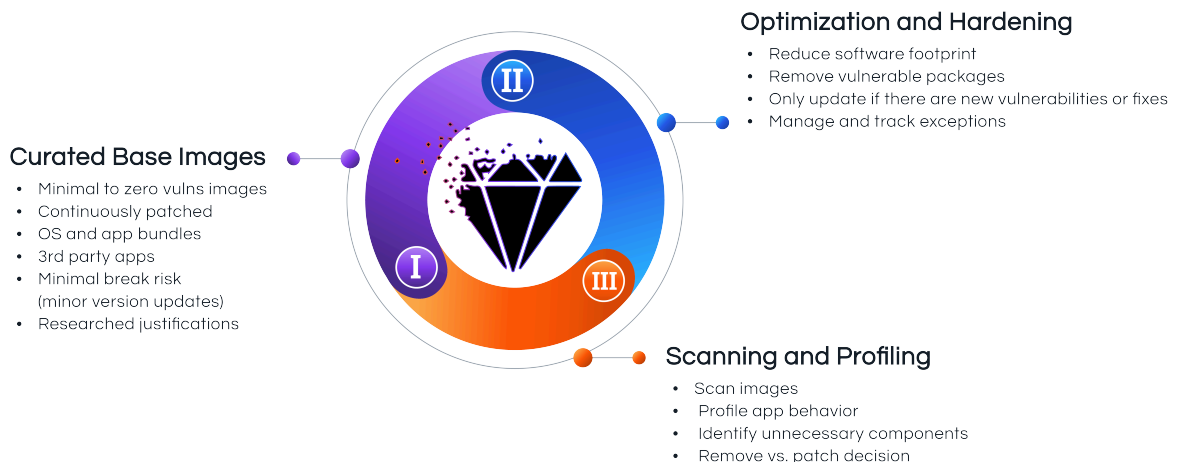 Curated Base Images
• Minimal to zero vulns images
• Continuously patched
• OS and app bundles
• 3rd party apps
• Minimal break risk
(minor version updates)
• Researched justifications
I
II
III
Optimization and Hardening
• Reduce software footprint
• Remove vulnerable packages
• Only update if there are new vulnerabilities or fixes
• Manage and track exceptions
Scanning and Profiling
• Scan images
• Profile app behavior
• Identify unnecessary components
• Remove vs. patch decision